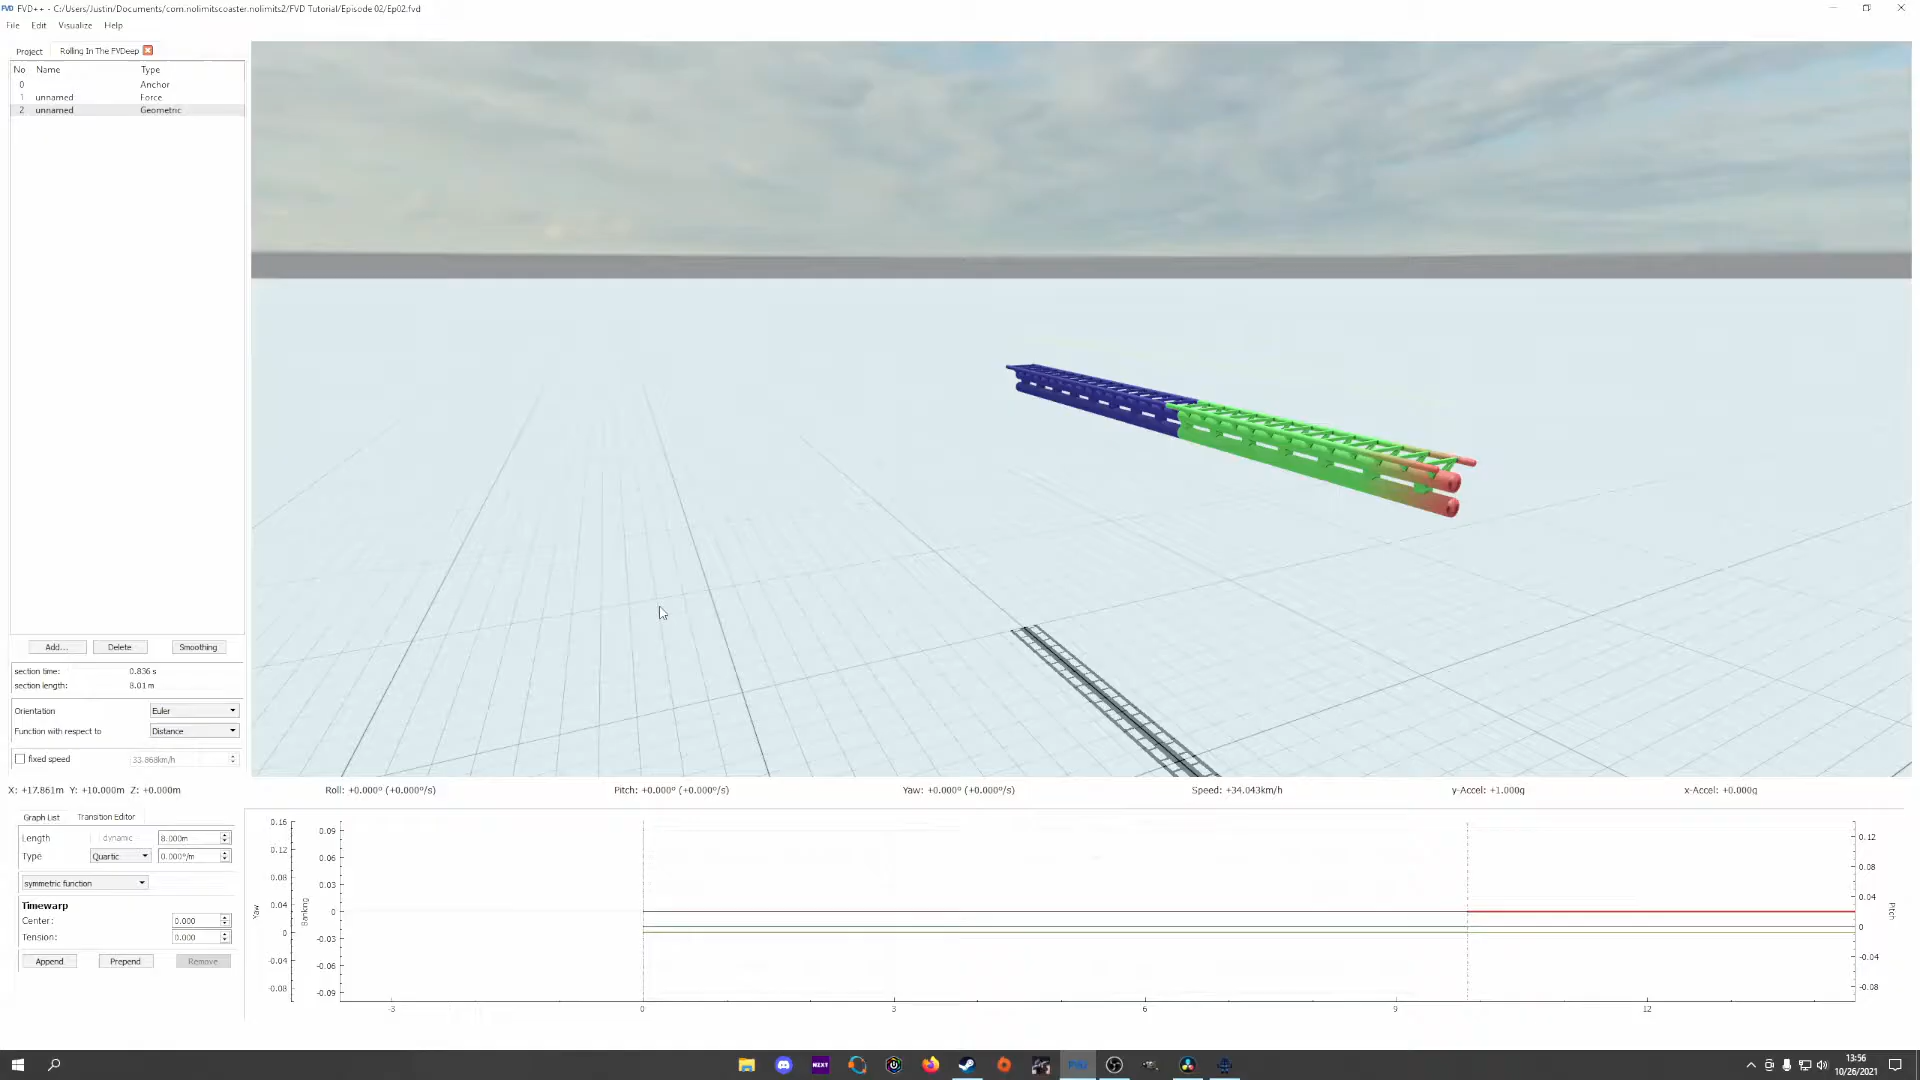 FVD FVD++ - C:/Users/Justin/Documents/com.nolimitscoaster.nolimits2/FVD Tutorial/Episode 02/Ep02.fvd
File Edit Visualize Help
Project Rolling In The FVDeep
No Name Type
0 Anchor
1 unnamed Force
2 unnamed Geometric
Add... Delete Smoothing
section time: 0.836 s
section length: 8.01 m
Orientation Euler
Function with respect to Distance
fixed speed 33.868km/h
X: +17.861m Y: +10.000m Z: +0.000m Roll: +0.000° (+0.000°/s) Pitch: +0.000° (+0.000°/s) Yaw: +0.000° (+0.000°/s) Speed: +34.043km/h y-Accel: +1.000g x-Accel: +0.000g
Graph List Transition Editor
Length dynamic 8.000m
Type Quartic 0.000°/m
symmetric function
Timewarp
Center: 0.000
Tension: 0.000
Append Prepend Remove
Yaw
0.16
0.12
0.08
0.04
0
-0.04
-0.08
Banking
0.09
0.06
0.03
0
-0.03
-0.06
-0.09
-3 0 3 6 9 12
0.12
0.08
0.04
0
-0.04
-0.08
Pitch
NEXT
FVD
13:56
10/26/2021